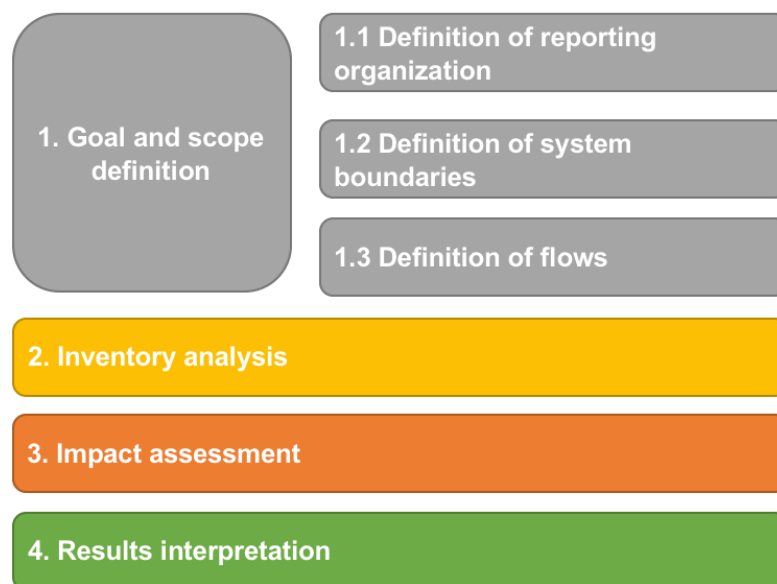 1. Goal and scope
definition
1.1 Definition of reporting
organization
1.2 Definition of system
boundaries
1.3 Definition of flows
2. Inventory analysis
3. Impact assessment
4. Results interpretation